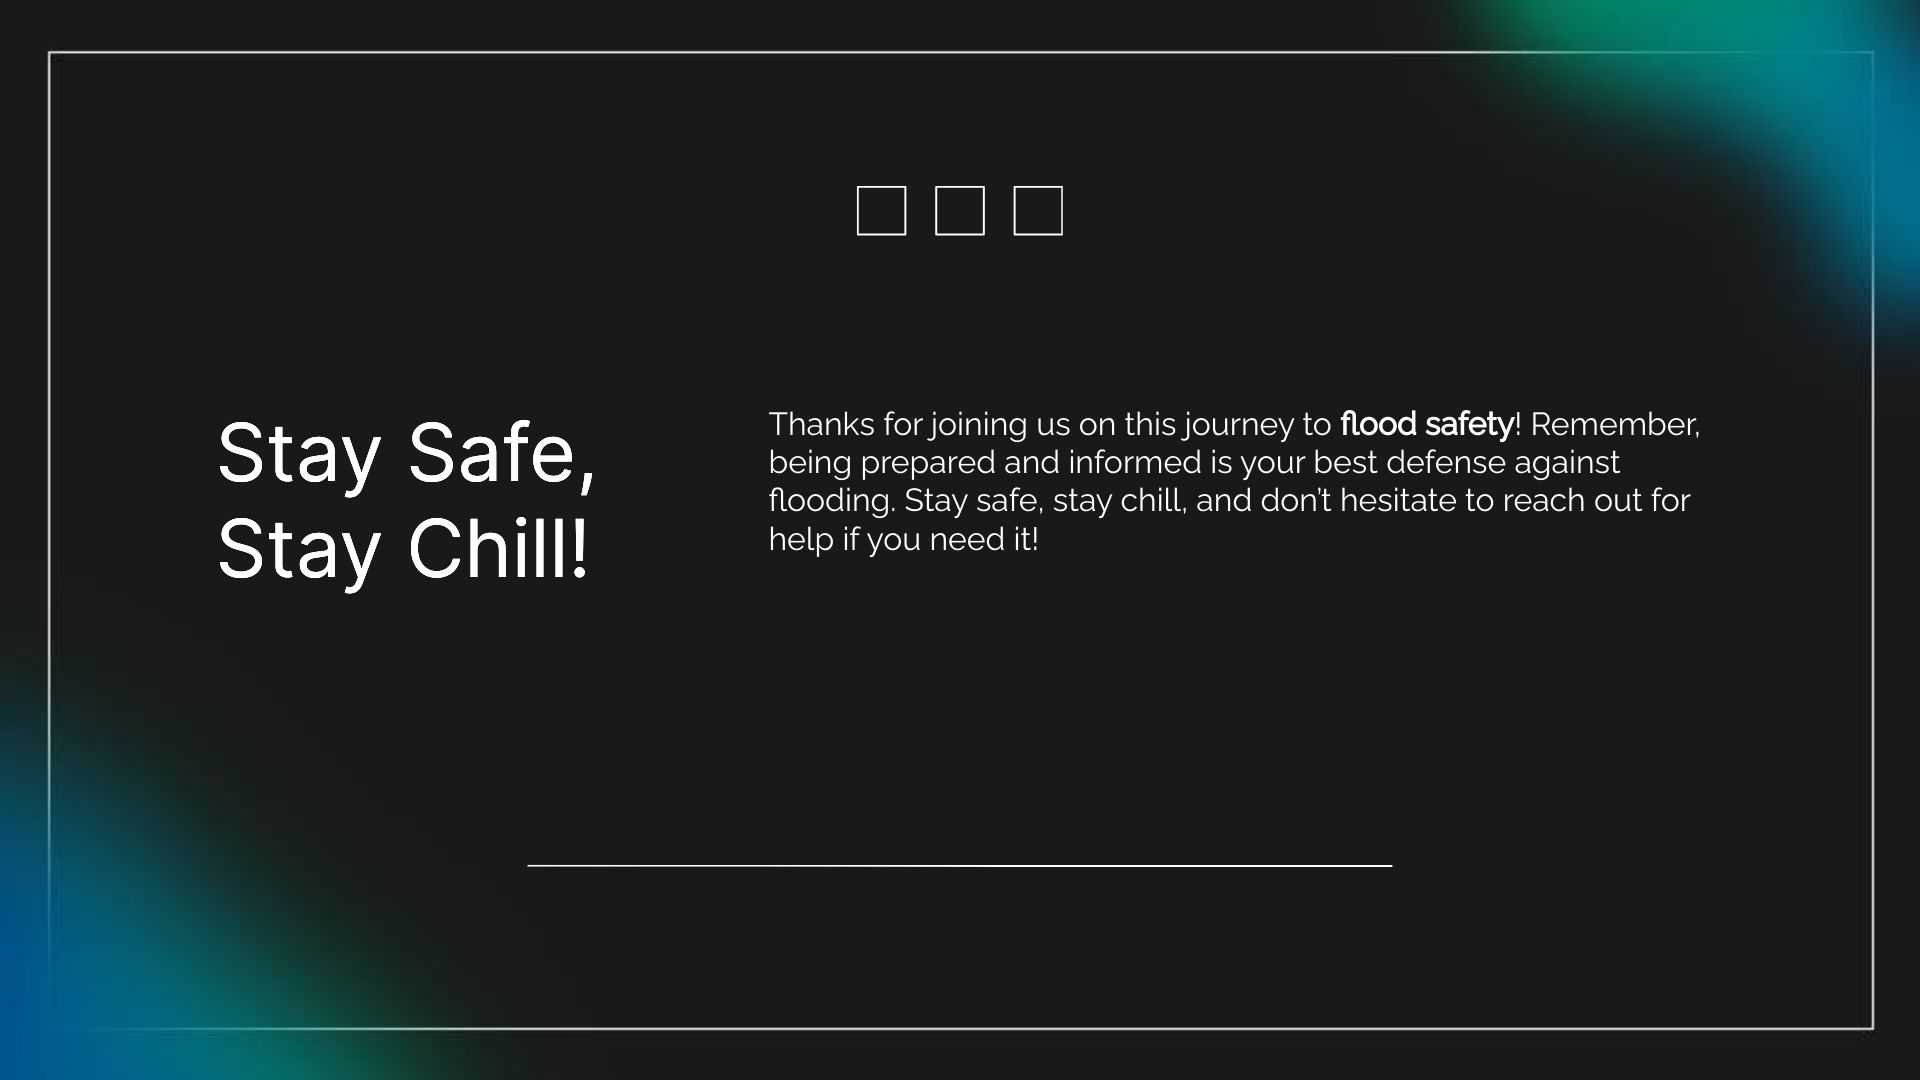 Stay Safe,
Stay Chill!
Thanks for joining us on this journey to flood safety! Remember,
being prepared and informed is your best defense against
flooding. Stay safe, stay chill, and don’t hesitate to reach out for
help if you need it!